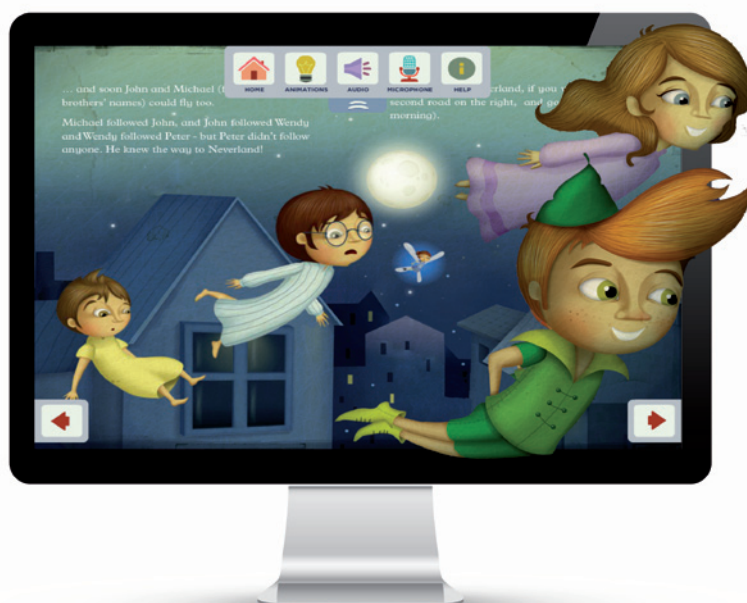 HOME
ANIMATIONS
AUDIO
MICROPHONE
HELP
... and soon John and Michael
brothers' names) could fly too.
Michael followed John, and John followed Wendy
and Wendy followed Peter - but Peter didn't follow
anyone. He knew the way to Neverland!
erland, if you
second road on the right, and
morning).